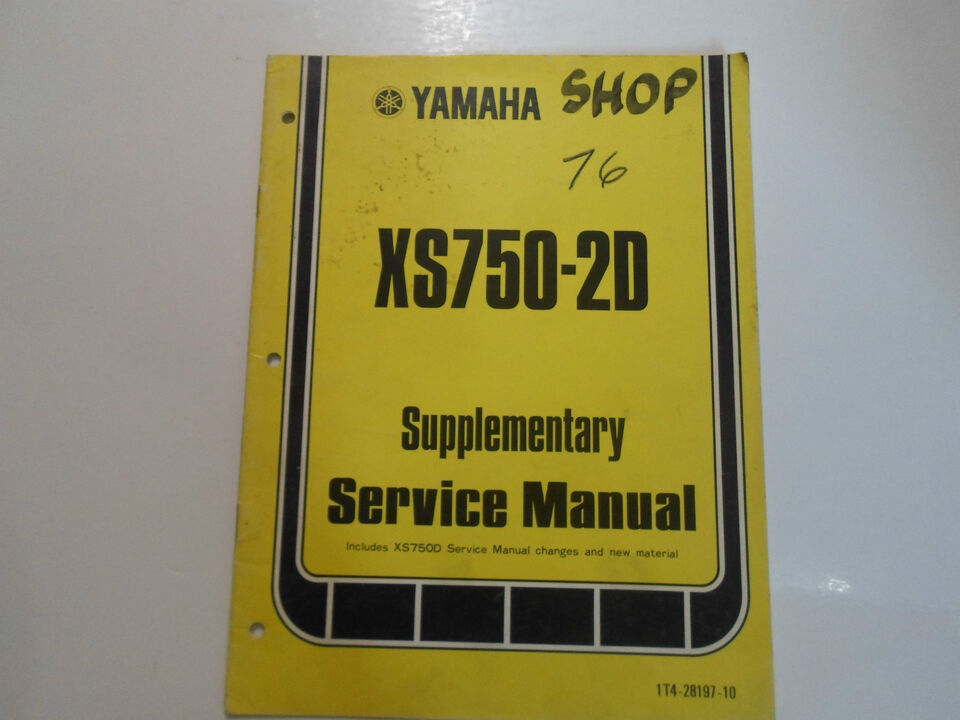 YAMAHA SHOP
76
XS750-2D
Supplementary
Service Manual
Includes XS750D Service Manual changes and new material
1T4-28197-10